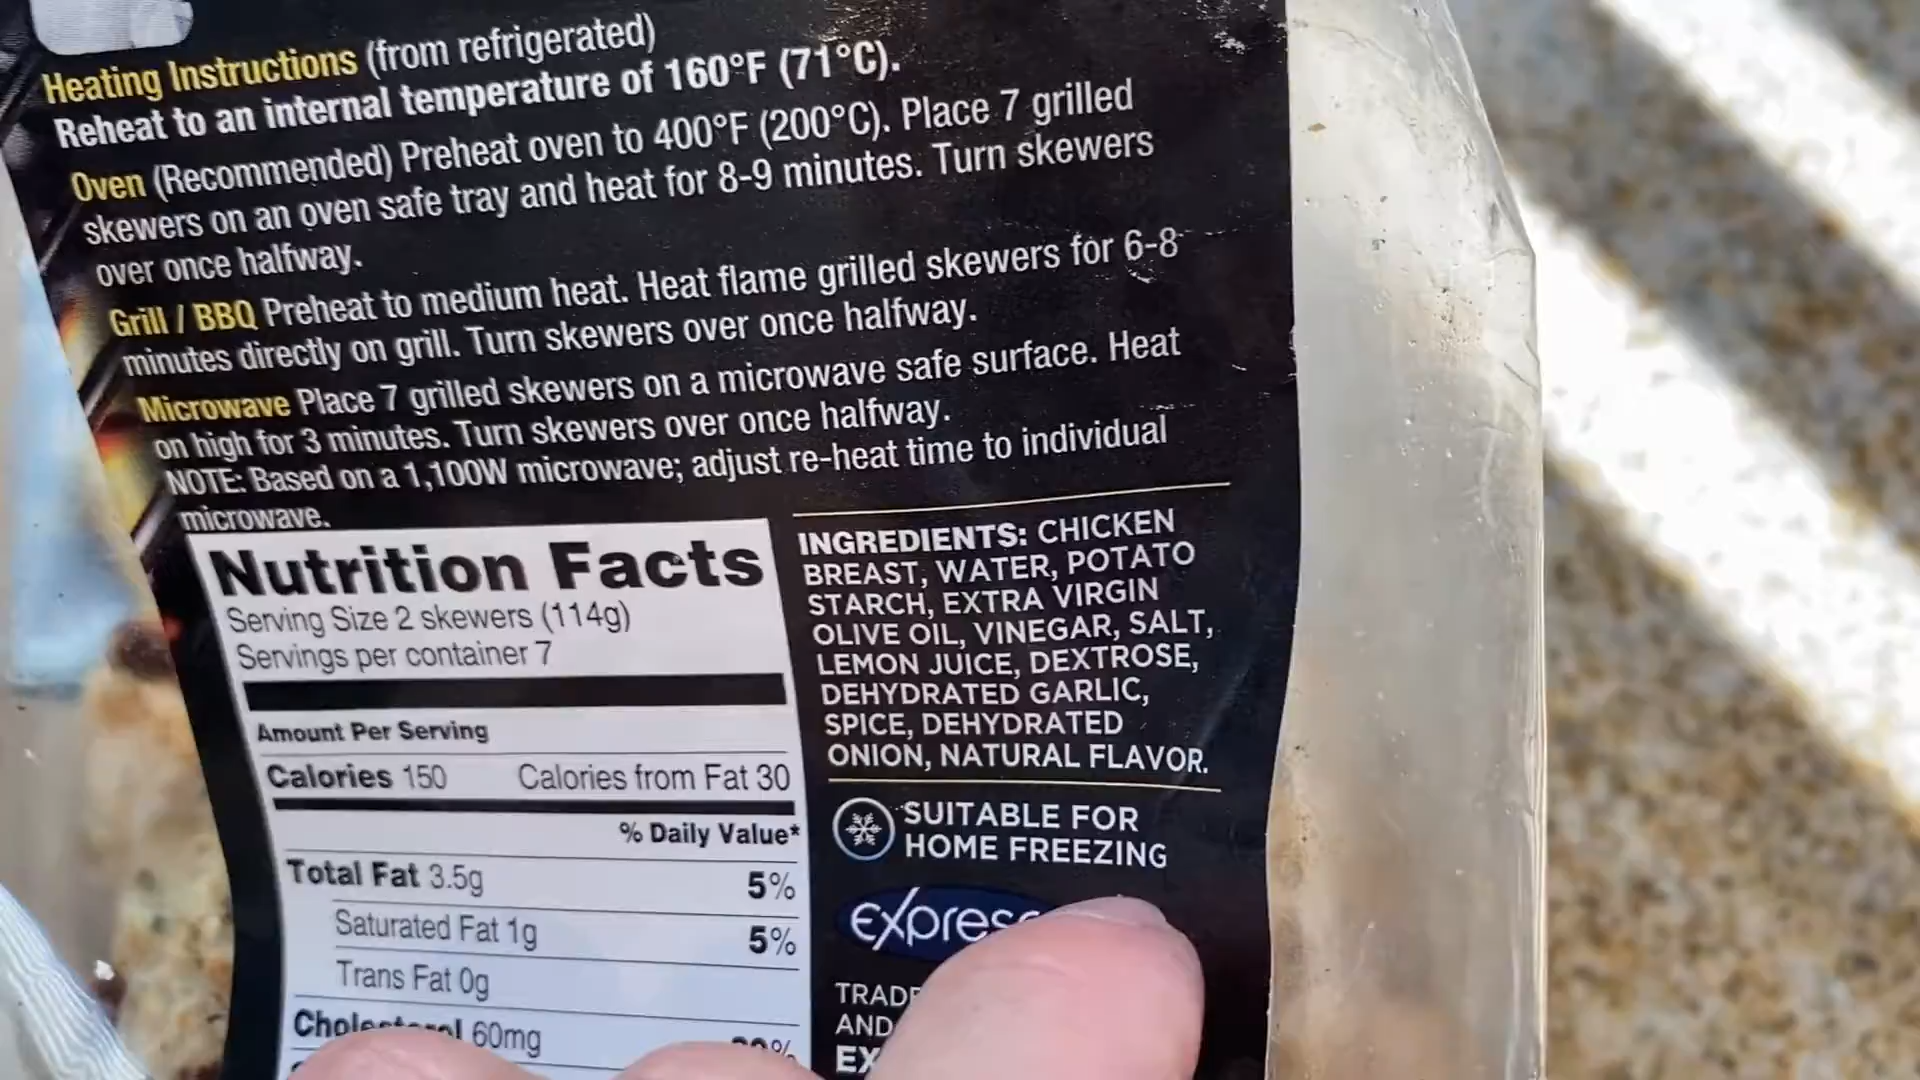 Heating Instructions (from refrigerated)
Reheat to an internal temperature of 160°F (71°C).
Oven (Recommended) Preheat oven to 400°F (200°C). Place 7 grilled
skewers on an oven safe tray and heat for 8-9 minutes. Turn skewers
over once halfway.
Grill / BBQ Preheat to medium heat. Heat flame grilled skewers for 6-8
minutes directly on grill. Turn skewers over once halfway.
Microwave Place 7 grilled skewers on a microwave safe surface. Heat
on high for 3 minutes. Turn skewers over once halfway.
NOTE: Based on a 1,100W microwave; adjust re-heat time to individual
microwave.
Nutrition Facts
Serving Size 2 skewers (114g)
Servings per container 7
Amount Per Serving
Calories 150 Calories from Fat 30
% Daily Value*
Total Fat 3.5g 5%
Saturated Fat 1g 5%
Trans Fat 0g
60mg
INGREDIENTS: CHICKEN
BREAST, WATER, POTATO
STARCH, EXTRA VIRGIN
OLIVE OIL, VINEGAR, SALT,
LEMON JUICE, DEXTROSE,
DEHYDRATED GARLIC,
SPICE, DEHYDRATED
ONION, NATURAL FLAVOR.
SUITABLE FOR
HOME FREEZING
AND